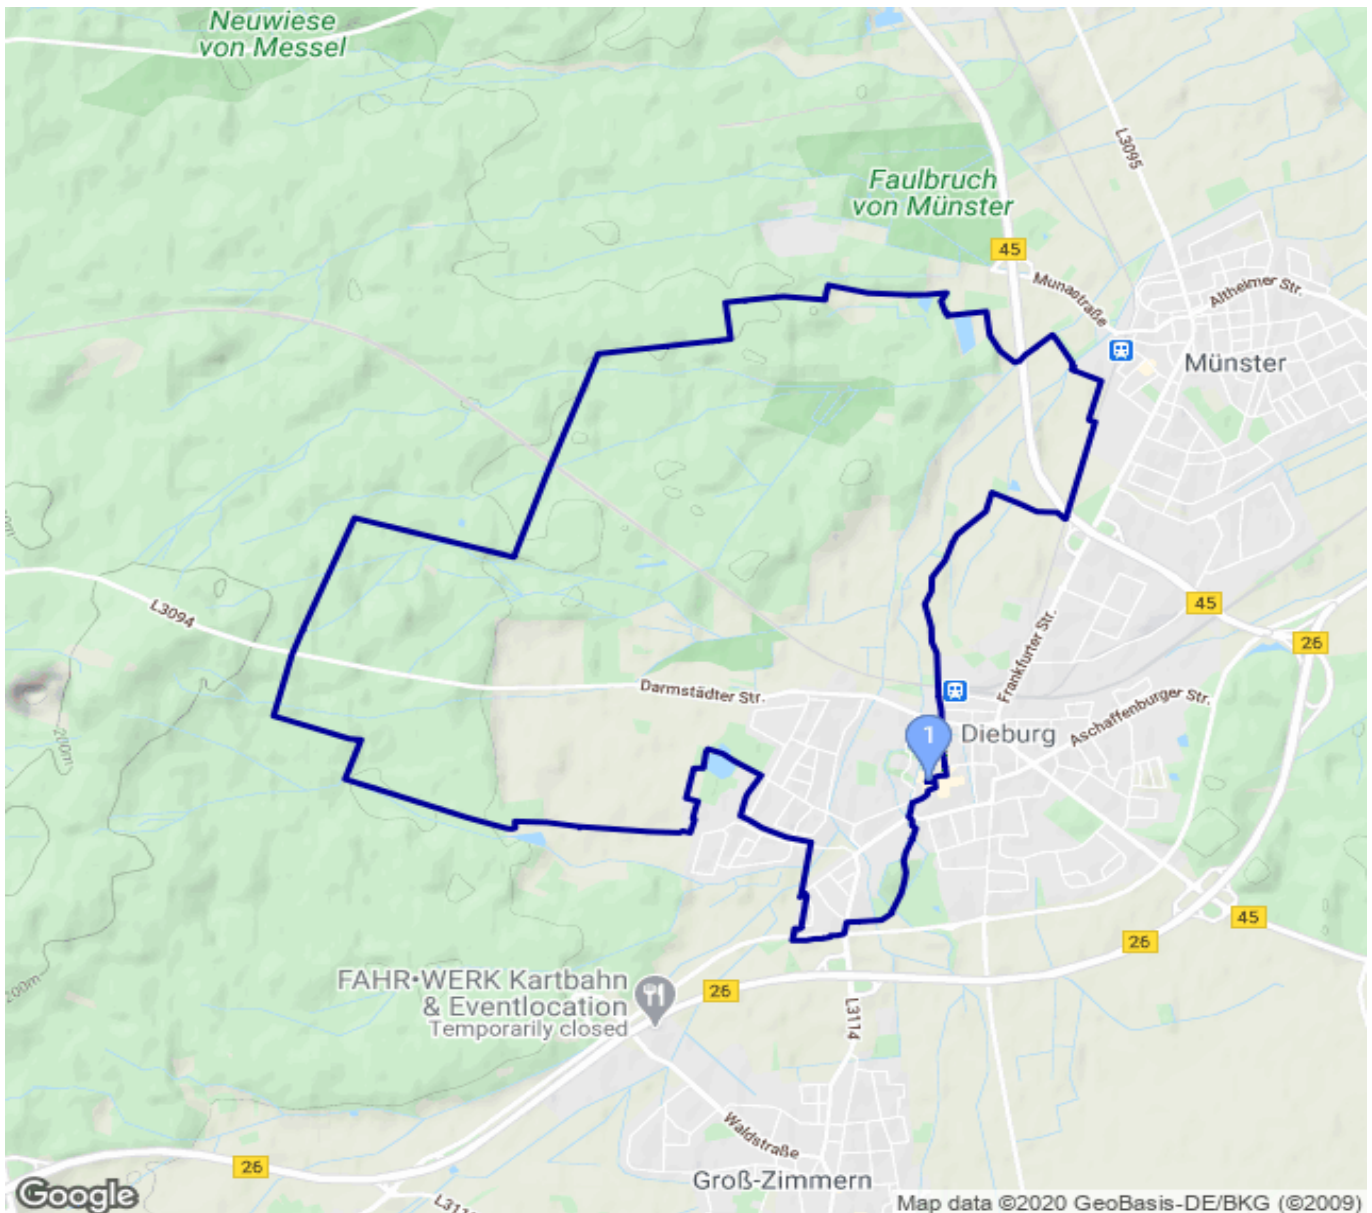 Neuwiese
von Messel
L3095
Faulbruch
von Münster
45
Munastraße
Altheimer Str.
Münster
L3094
45
26
Frankfurter Str.
Darmstädter Str.
Aschaffenburger Str.
1
Dieburg
200m
45
26
200m
FAHR•WERK Kartbahn
& Eventlocation
Temporarily closed
26
L3114
Waldstraße
26
Groß-Zimmern
Google
Map data ©2020 GeoBasis-DE/BKG (©2009)